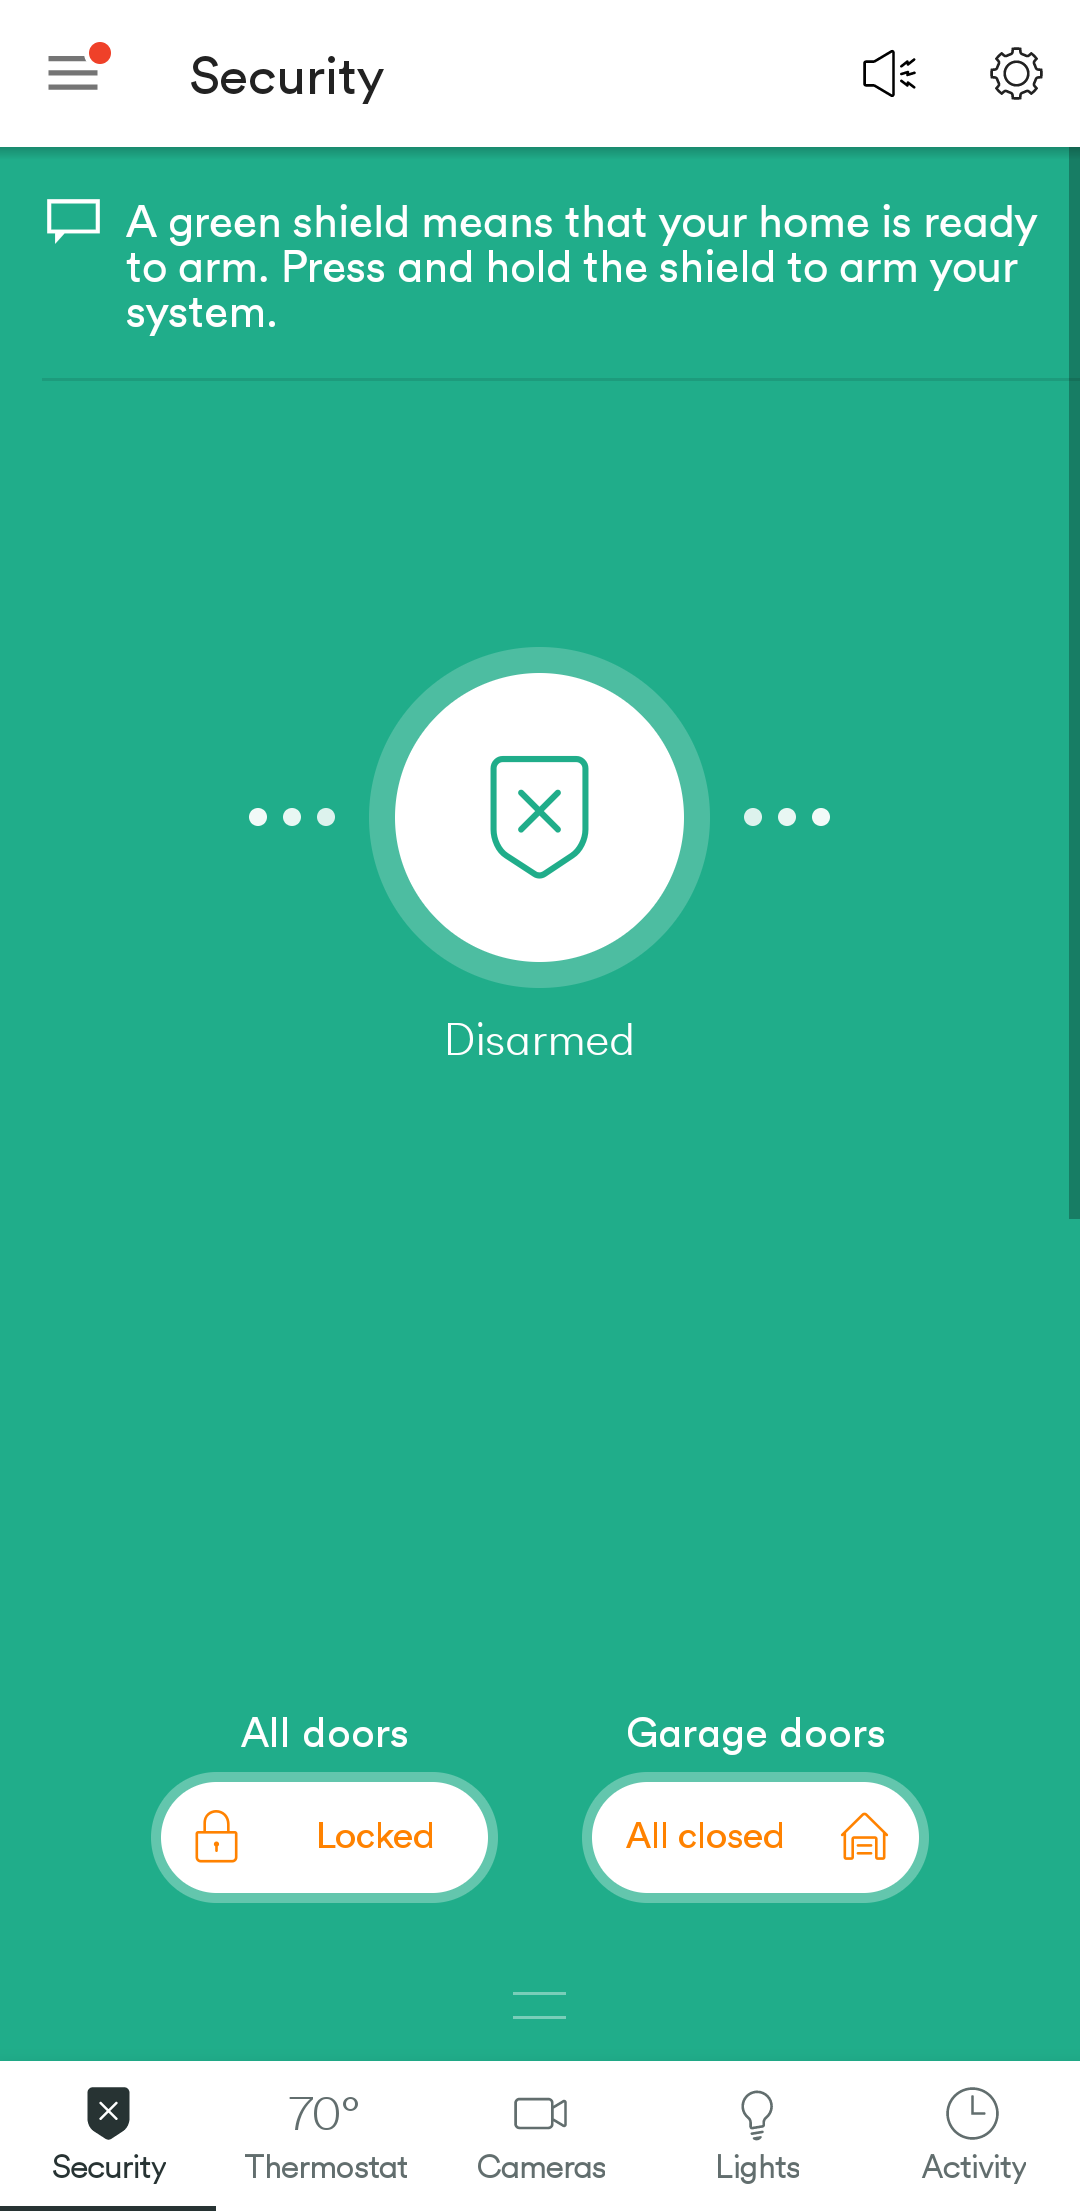 Security
A green shield means that your home is ready
to arm. Press and hold the shield to arm your
system.
Disarmed
All doors
Garage doors
Locked
All closed
70°
Security
Thermostat
Cameras
Lights
Activity